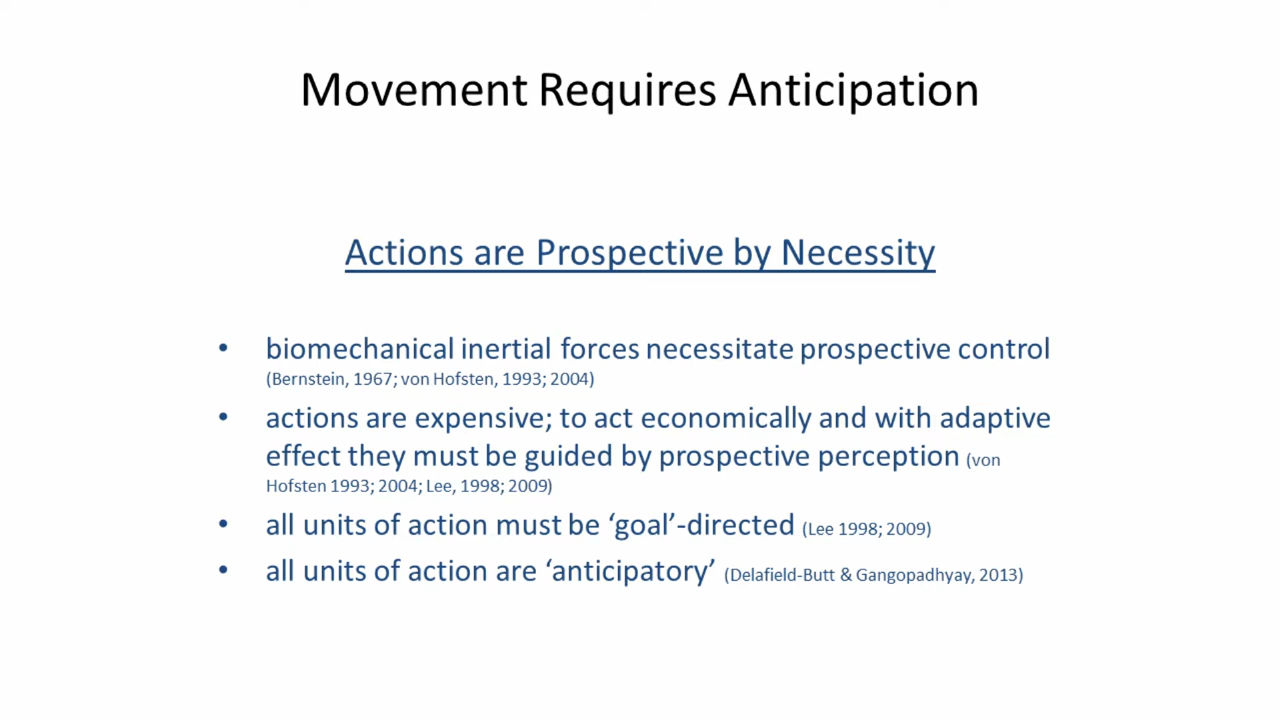 Movement Requires Anticipation
Actions are Prospective by Necessity
• biomechanical inertial forces necessitate prospective control
(Bernstein, 1967; von Hofsten, 1993; 2004)
• actions are expensive; to act economically and with adaptive
effect they must be guided by prospective perception (von
Hofsten 1993; 2004; Lee, 1998; 2009)
• all units of action must be ‘goal’-directed (Lee 1998; 2009)
• all units of action are ‘anticipatory’ (Delafield-Butt & Gangopadhyay, 2013)